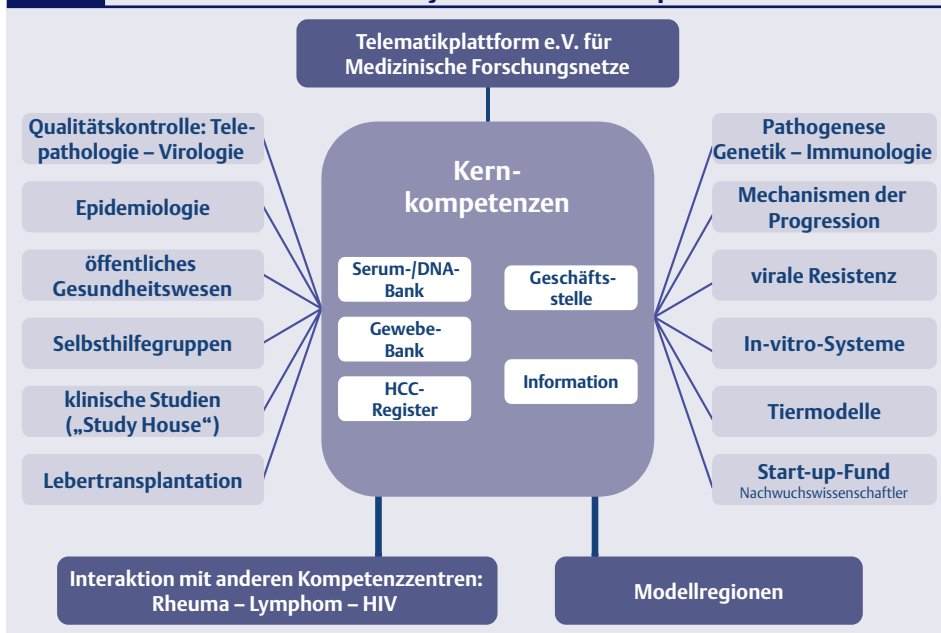 Telematikplattform e.V. für
Medizinische Forschungsnetze
Qualitätskontrolle: Tele-
pathologie – Virologie
Epidemiologie
öffentliches
Gesundheitswesen
Selbsthilfegruppen
klinische Studien
(„Study House“)
Lebertransplantation
Kern-
kompetenzen
Serum-/DNA-
Bank
Gewebe-
Bank
HCC-
Register
Geschäfts-
stelle
Information
Pathogenese
Genetik – Immunologie
Mechanismen der
Progression
virale Resistenz
In-vitro-Systeme
Tiermodelle
Start-up-Fund
Nachwuchswissenschaftler
Interaktion mit anderen Kompetenzzentren:
Rheuma – Lymphom – HIV
Modellregionen